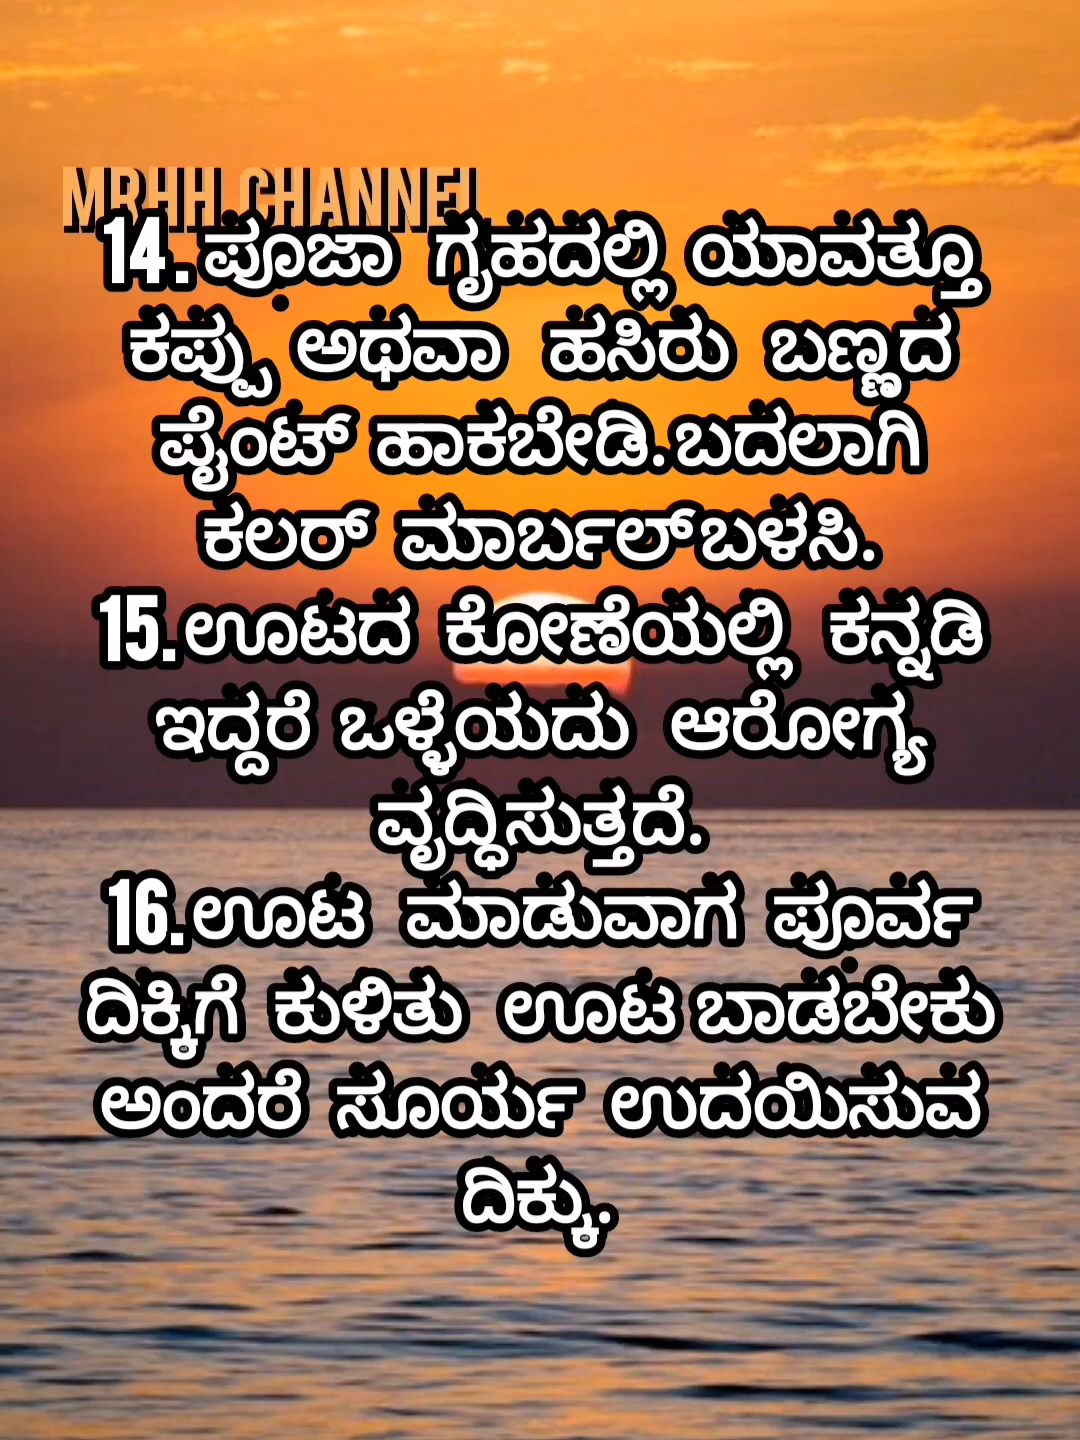 MRHH CHANNEL
14.ಪೂಜಾ ಗೃಹದಲ್ಲಿ ಯಾವತ್ತೂ
ಕಪ್ಪು ಅಥವಾ ಹಸಿರು ಬಣ್ಣದ
ಪೈಂಟ್ ಹಾಕಬೇಡಿ.ಬದಲಾಗಿ
ಕಲರ್ ಮಾರ್ಬಲ್‌ಬಳಸಿ.
15.ಊಟದ ಕೋಣೆಯಲ್ಲಿ ಕನ್ನಡಿ
ಇದ್ದರೆ ಒಳ್ಳೆಯದು ಆರೋಗ್ಯ
ವೃದ್ಧಿಸುತ್ತದೆ.
16.ಊಟ ಮಾಡುವಾಗ ಪೂರ್ವ
ದಿಕ್ಕಿಗೆ ಕುಳಿತು ಊಟ ಬಾಡಬೇಕು
ಅಂದರೆ ಸೂರ್ಯ ಉದಯಿಸುವ
ದಿಕ್ಕು.